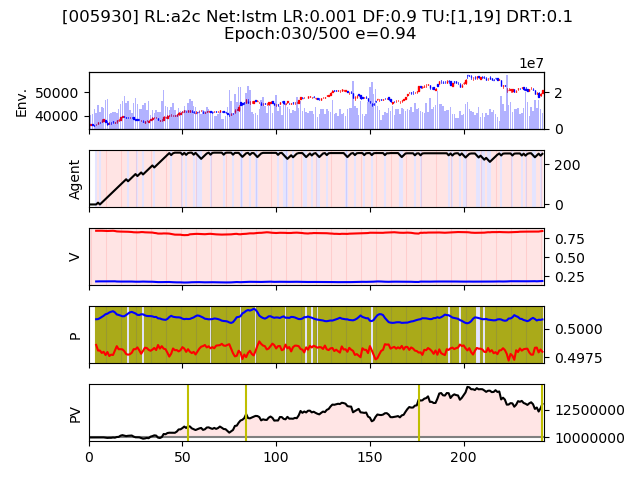 [005930] RL:a2c Net:lstm LR:0.001 DF:0.9 TU:[1,19] DRT:0.1
Epoch:030/500 e=0.94
1e7
Env.
50000
40000
2
0
Agent
200
0
V
0.75
0.50
0.25
P
0.5000
0.4975
PV
12500000
10000000
0 50 100 150 200